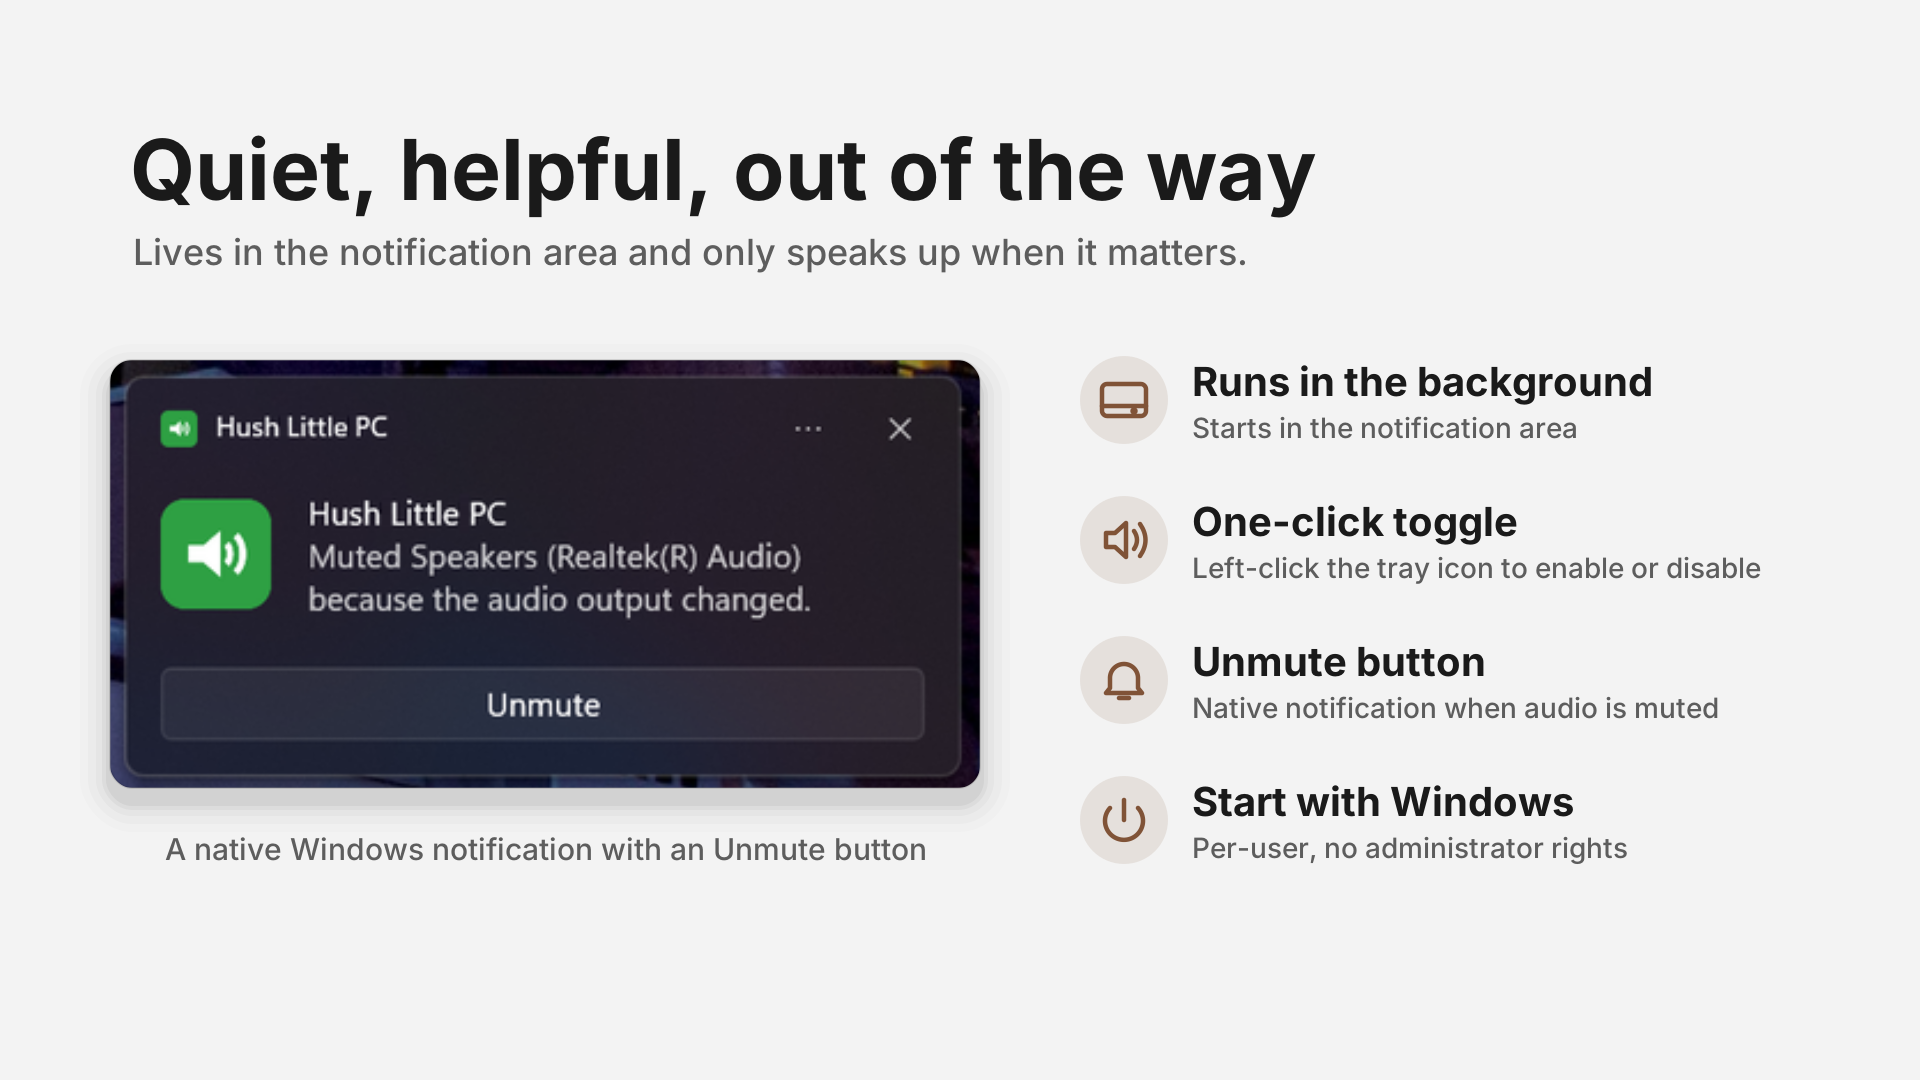 Quiet, helpful, out of the way
Lives in the notification area and only speaks up when it matters.
Hush Little PC
Hush Little PC
Muted Speakers (Realtek(R) Audio)
because the audio output changed.
Unmute
A native Windows notification with an Unmute button
Runs in the background
Starts in the notification area
One-click toggle
Left-click the tray icon to enable or disable
Unmute button
Native notification when audio is muted
Start with Windows
Per-user, no administrator rights